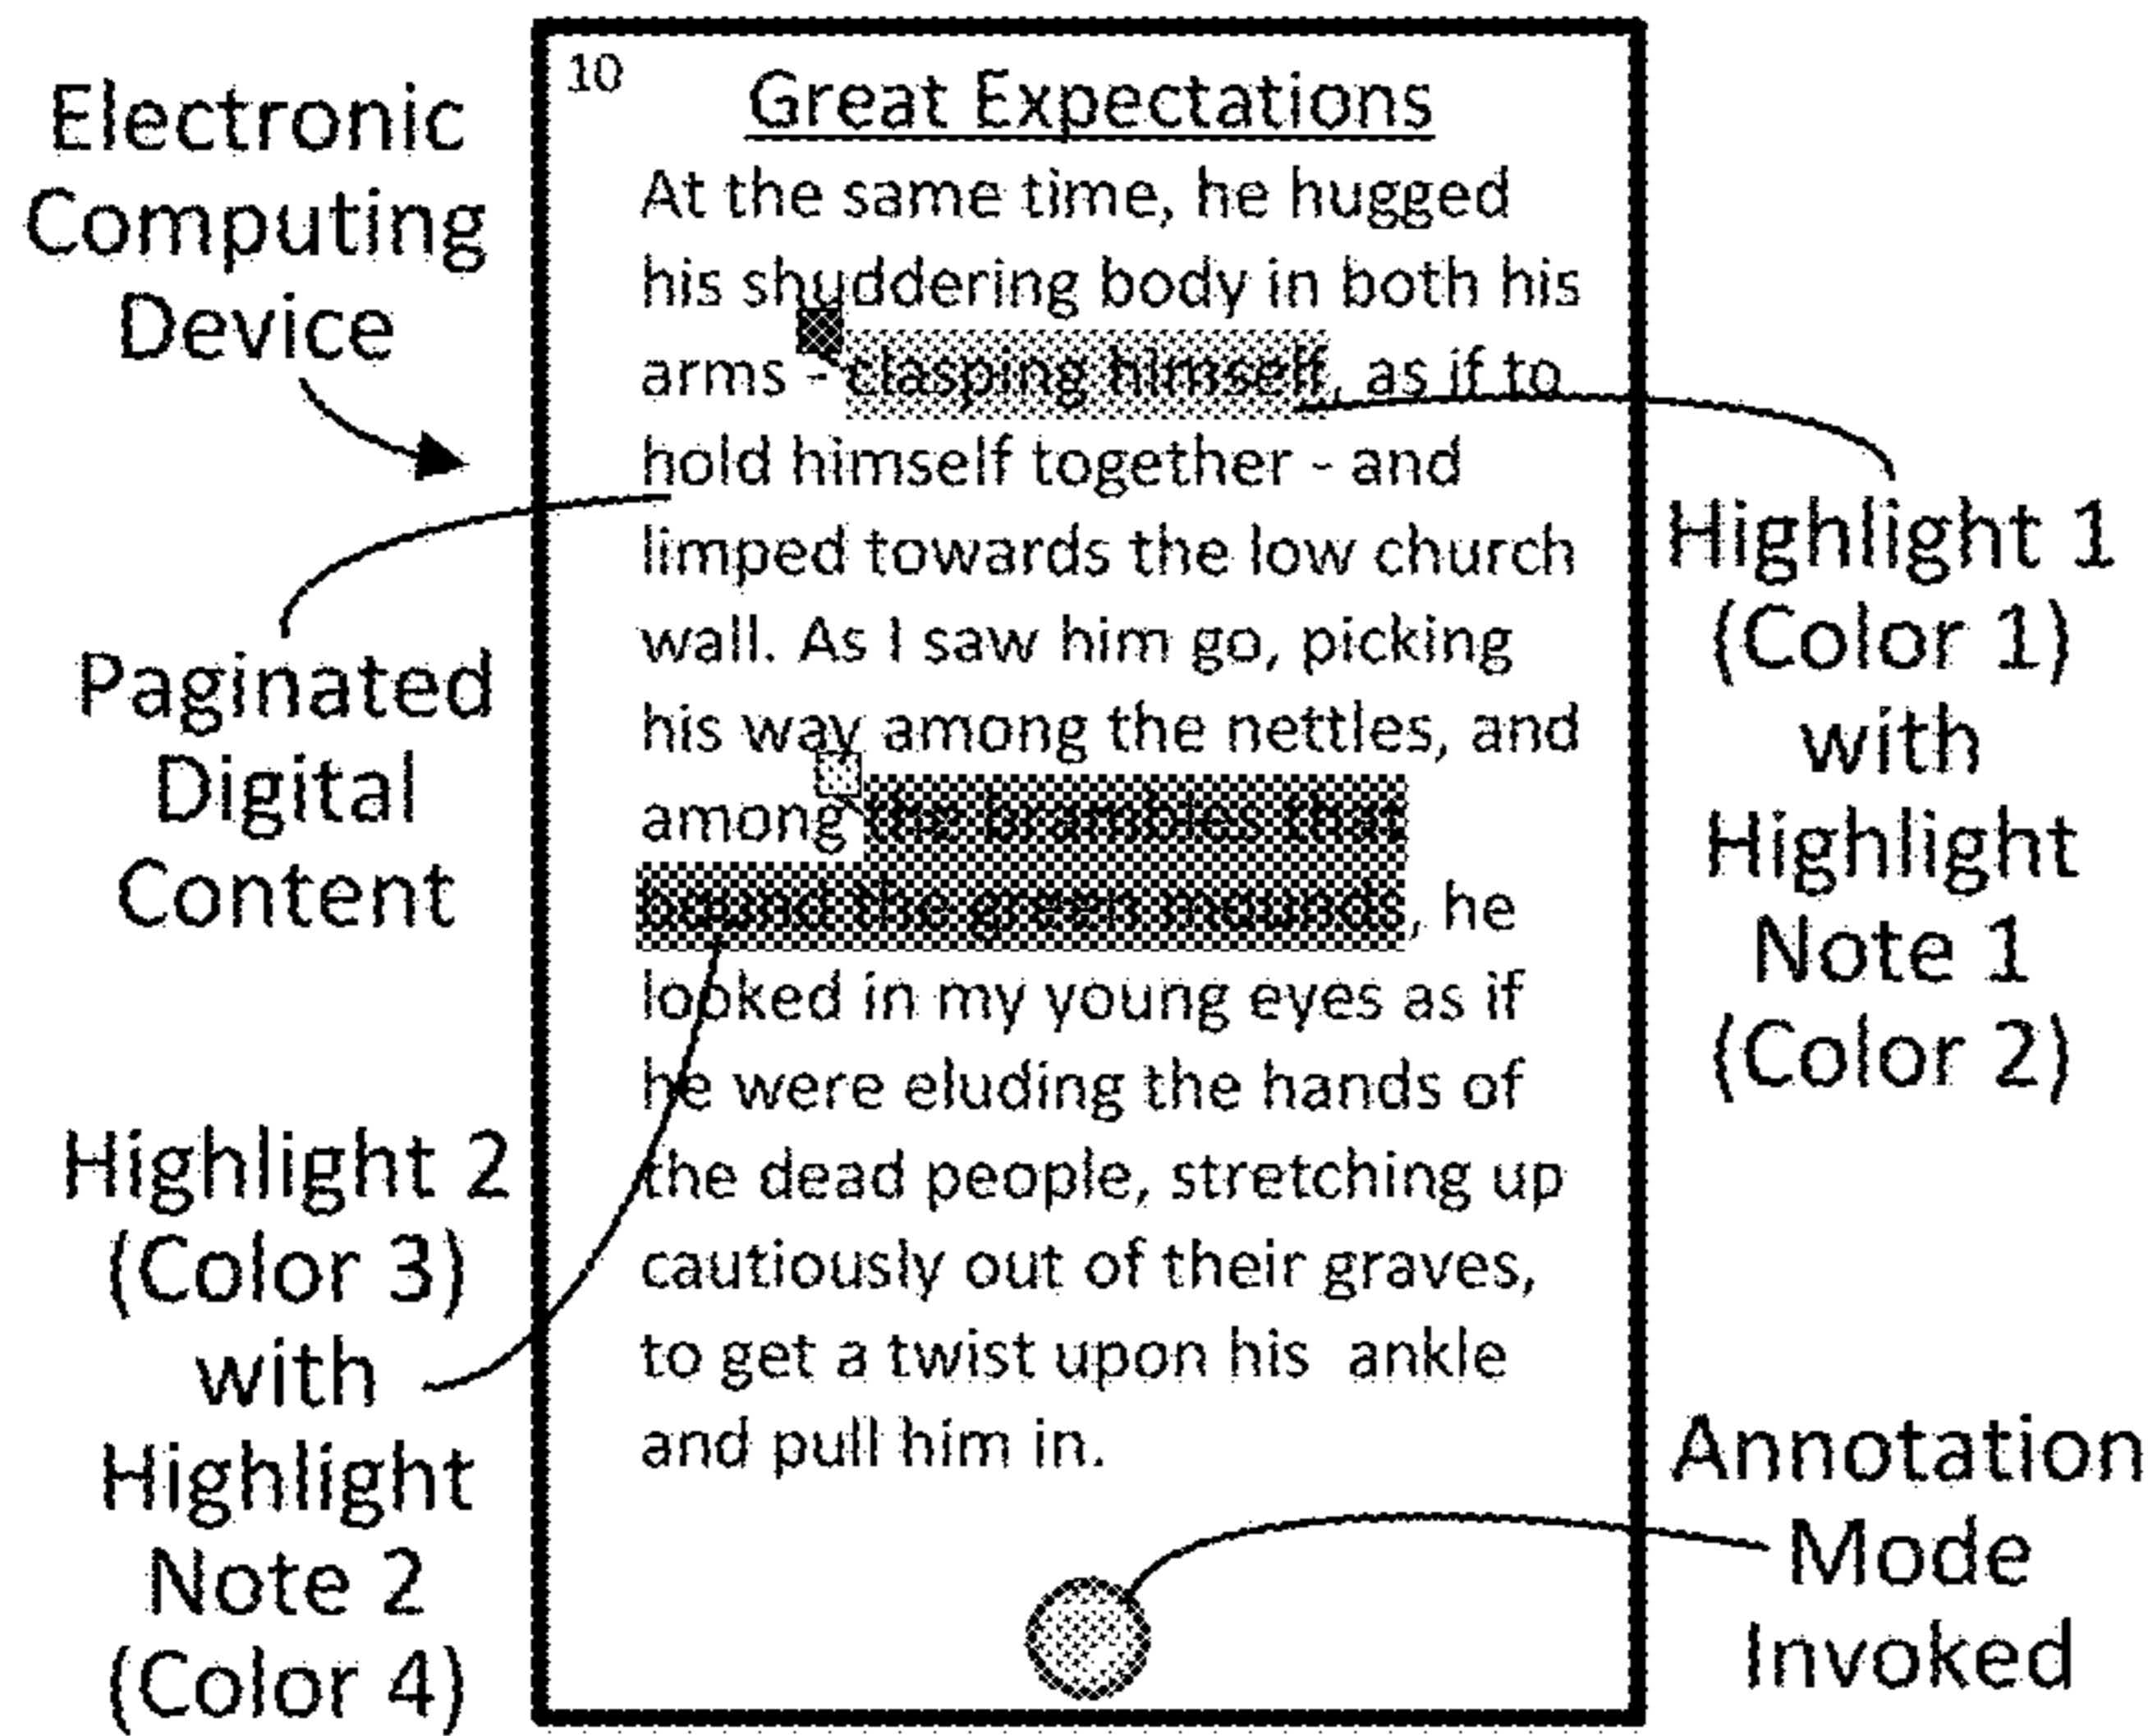 Electronic
Computing
Device
Paginated
Digital
Content
Highlight 2
(Color 3)
with
Highlight
Note 2
(Color 4)
10
Great Expectations
At the same time, he hugged
his shuddering body in both his
arms - clasping himself, as if to
hold himself together - and
limped towards the low church
wall. As I saw him go, picking
his way among the nettles, and
among the brambles that
bound the green mounds, he
looked in my young eyes as if
he were eluding the hands of
the dead people, stretching up
cautiously out of their graves,
to get a twist upon his ankle
and pull him in.
Highlight 1
(Color 1)
with
Highlight
Note 1
(Color 2)
Annotation
Mode
Invoked